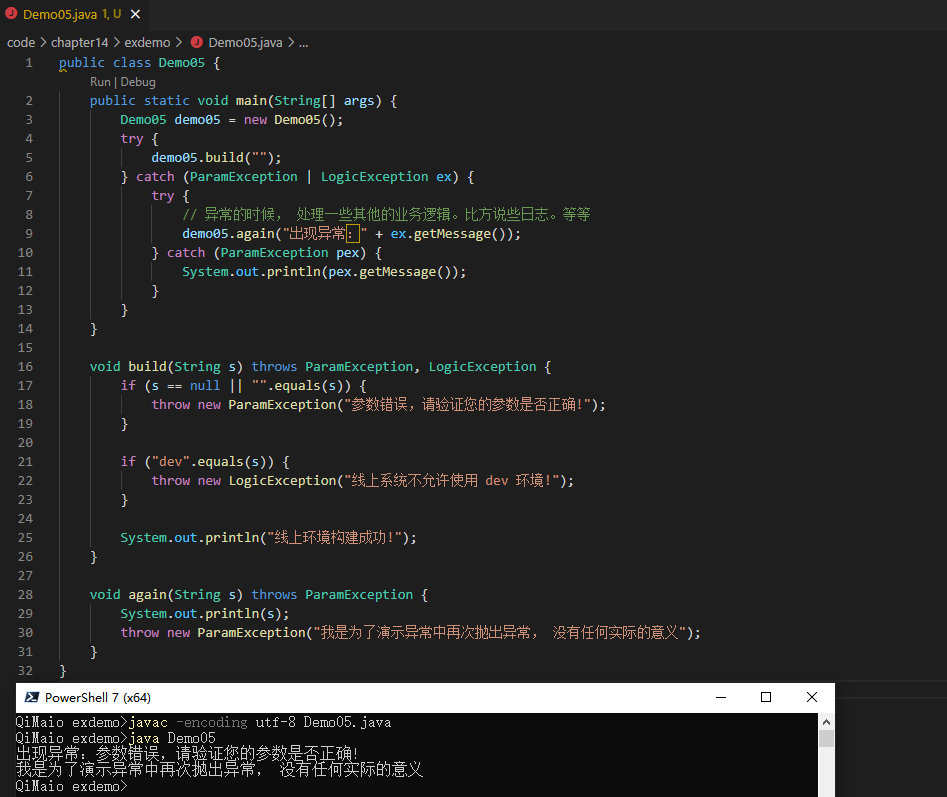 Demo05.java 1, U
code > chapter14 > exdemo > Demo05.java > ...
1 public class Demo05 {
Run | Debug
2 public static void main(String[] args) {
3 Demo05 demo05 = new Demo05();
4 try {
5 demo05.build("");
6 } catch (ParamException | LogicException ex) {
7 try {
8 // 异常的时候， 处理一些其他的业务逻辑。比方说些日志。等等
9 demo05.again("出现异常：" + ex.getMessage());
10 } catch (ParamException pex) {
11 System.out.println(pex.getMessage());
12 }
13 }
14 }
15
16 void build(String s) throws ParamException, LogicException {
17 if (s == null || "".equals(s)) {
18 throw new ParamException("参数错误，请验证您的参数是否正确!");
19 }
20
21 if ("dev".equals(s)) {
22 throw new LogicException("线上系统不允许使用 dev 环境!");
23 }
24
25 System.out.println("线上环境构建成功!");
26 }
27
28 void again(String s) throws ParamException {
29 System.out.println(s);
30 throw new ParamException("我是为了演示异常中再次抛出异常， 没有任何实际的意义");
31 }
32 }
PowerShell 7 (x64)
QiMaio exdemo>javac -encoding utf-8 Demo05.java
QiMaio exdemo>java Demo05
出现异常：参数错误，请验证您的参数是否正确!
我是为了演示异常中再次抛出异常， 没有任何实际的意义
QiMaio exdemo>